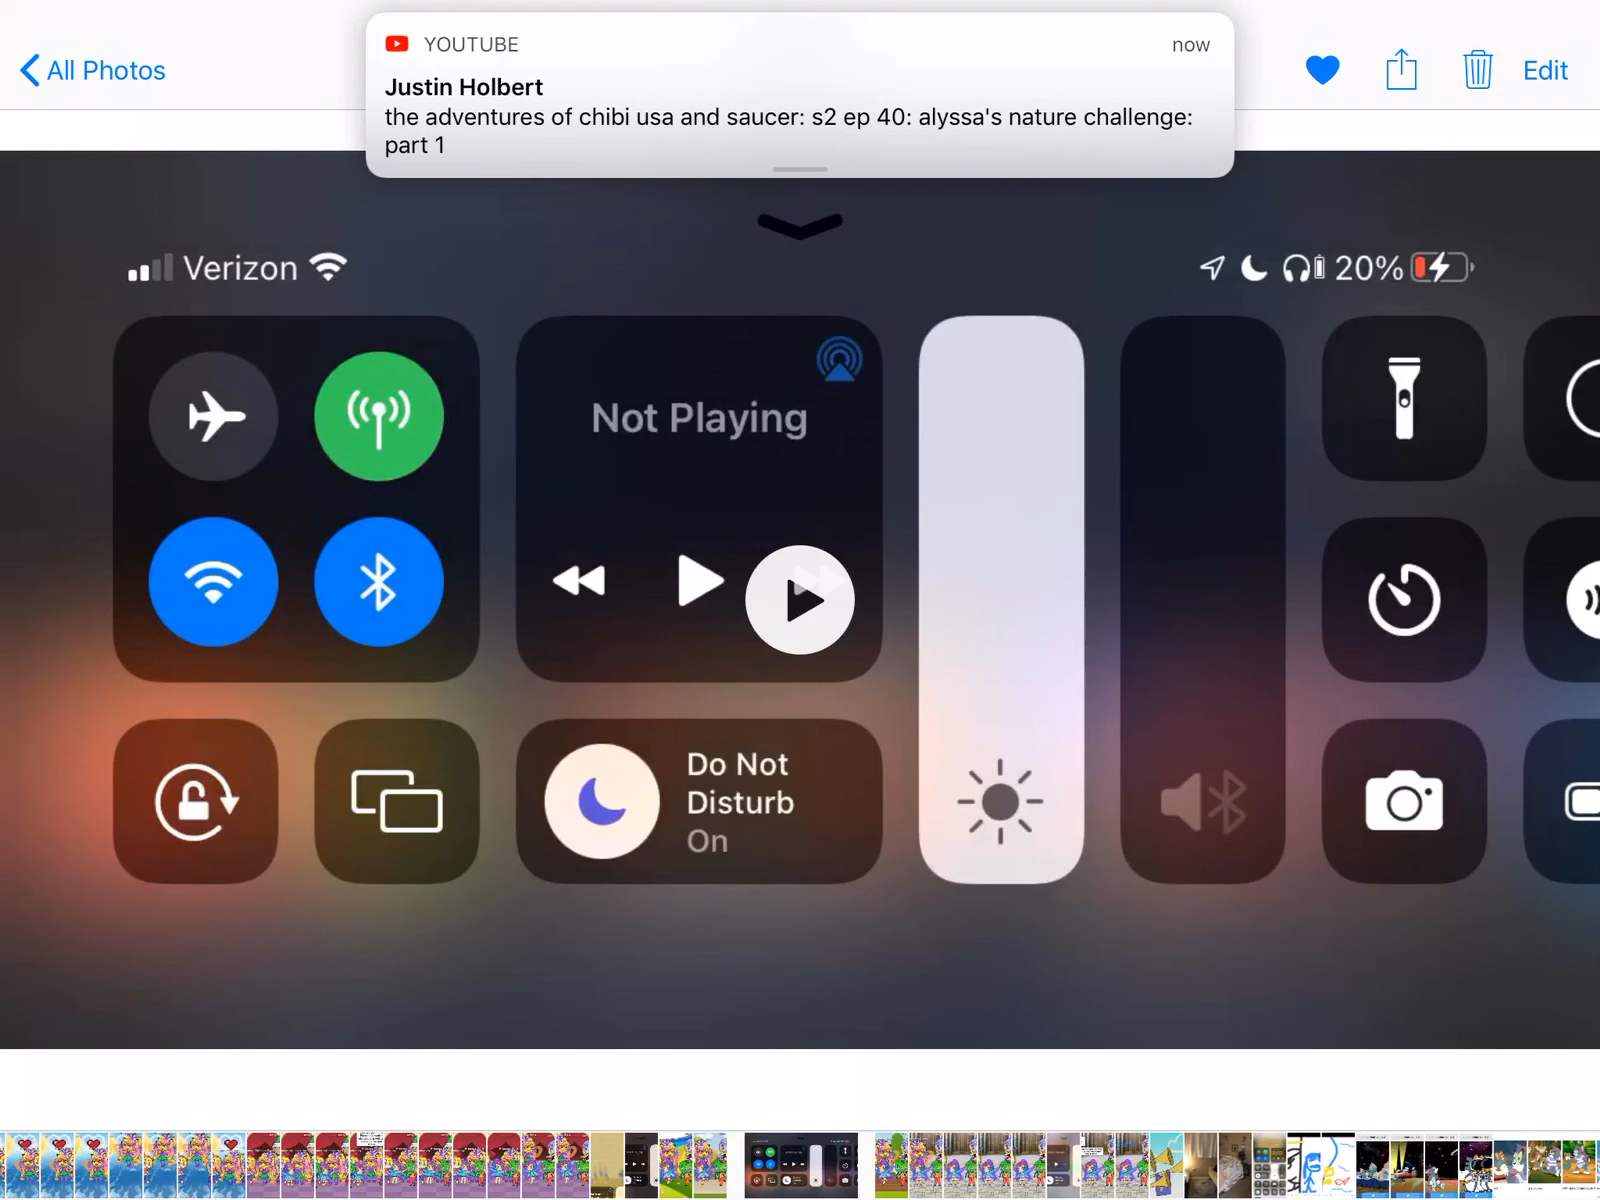 YOUTUBE
now
Justin Holbert
the adventures of chibi usa and saucer: s2 ep 40: alyssa's nature challenge:
part 1
All Photos
Edit
Verizon
20%
Not Playing
Do Not
Disturb
On